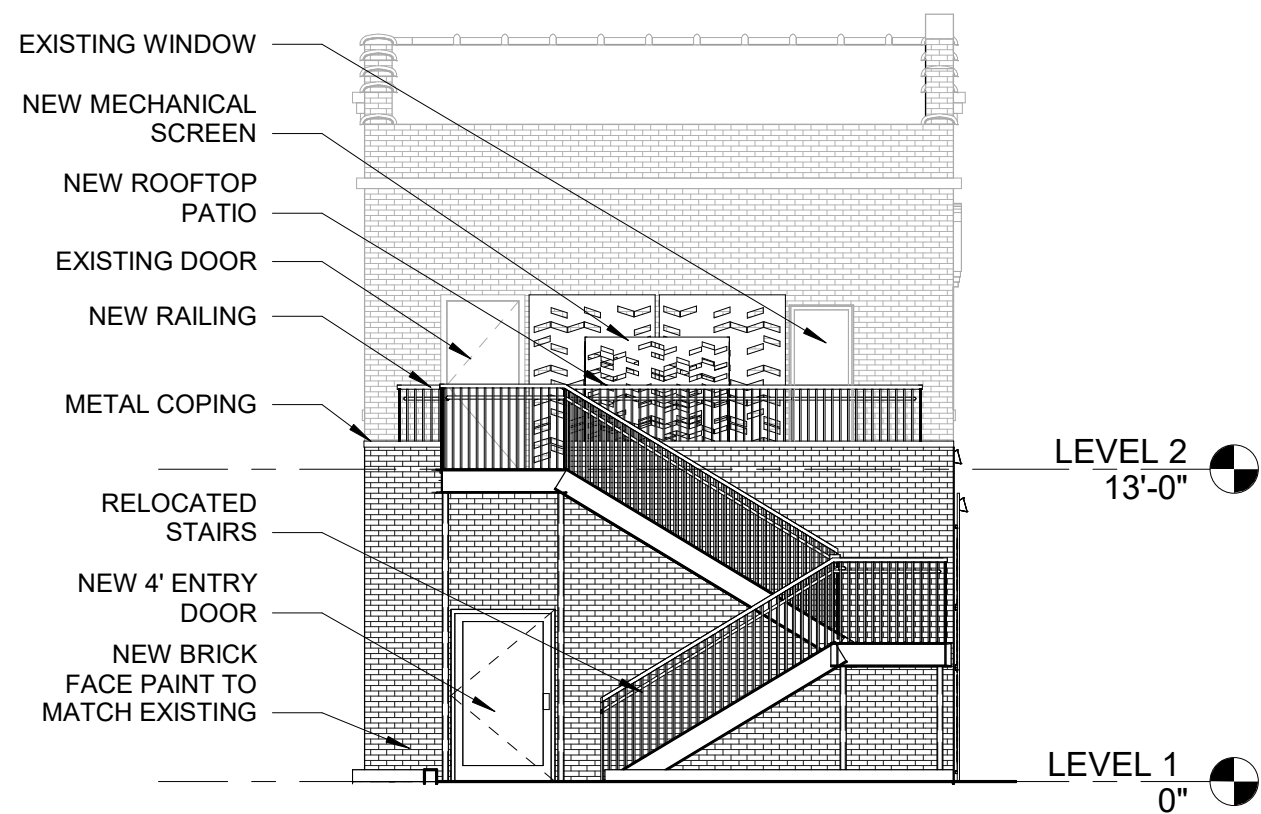 EXISTING WINDOW
NEW MECHANICAL
SCREEN
NEW ROOFTOP
PATIO
EXISTING DOOR
NEW RAILING
METAL COPING
LEVEL 2
13'-0"
RELOCATED
STAIRS
NEW 4' ENTRY
DOOR
NEW BRICK
FACE PAINT TO
MATCH EXISTING
LEVEL 1
0"